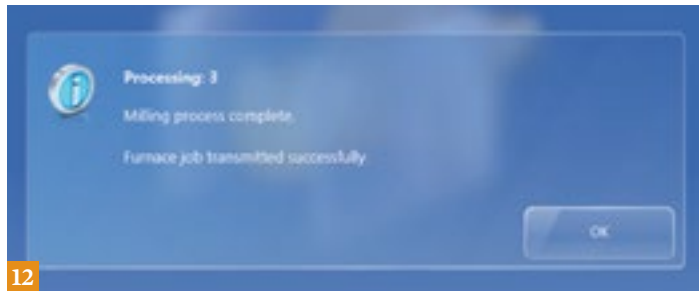 Processing: 3
Milling process complete.
Furnace job transmitted successfully.
OK
12